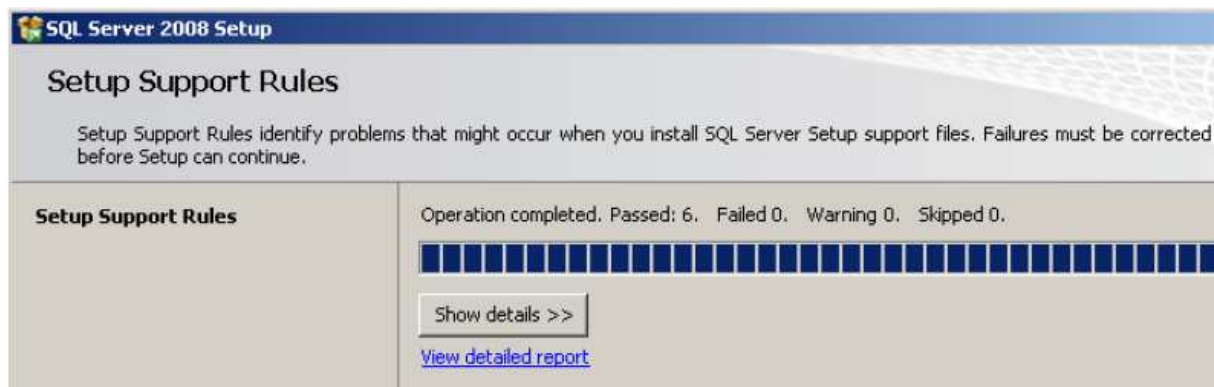 SQL Server 2008 Setup
Setup Support Rules
Setup Support Rules identify problems that might occur when you install SQL Server Setup support files. Failures must be corrected
before Setup can continue.
Setup Support Rules
Operation completed. Passed: 6. Failed 0. Warning 0. Skipped 0.
Show details >>
View detailed report